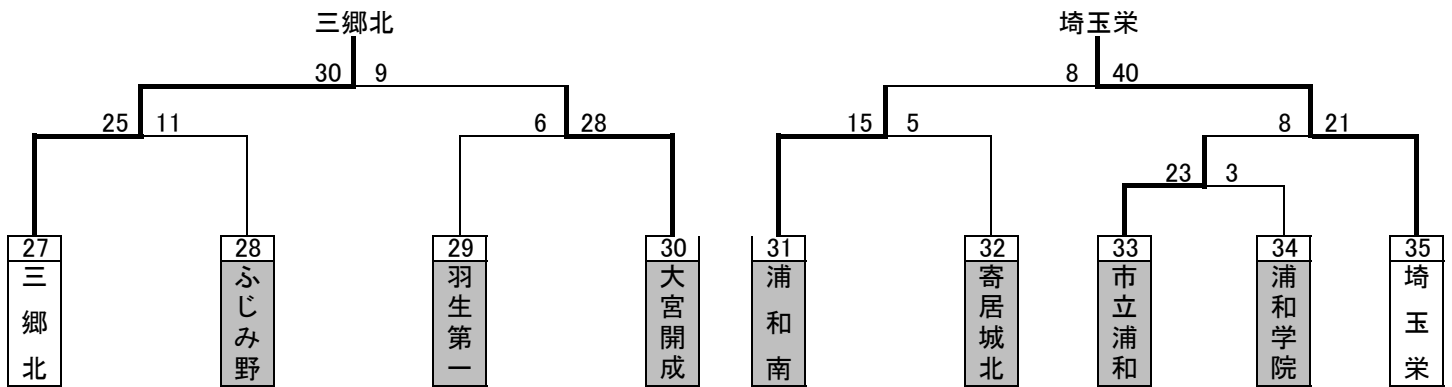 三郷北 埼玉栄
30 9 8 40
25 11 6 28 15 5 8 21
23 3
27 28 29 30 31 32 33 34 35
三郷北
ふじみ野
羽生第一
大宮開成
浦和南
寄居城北
市立浦和
浦和学院
埼玉栄